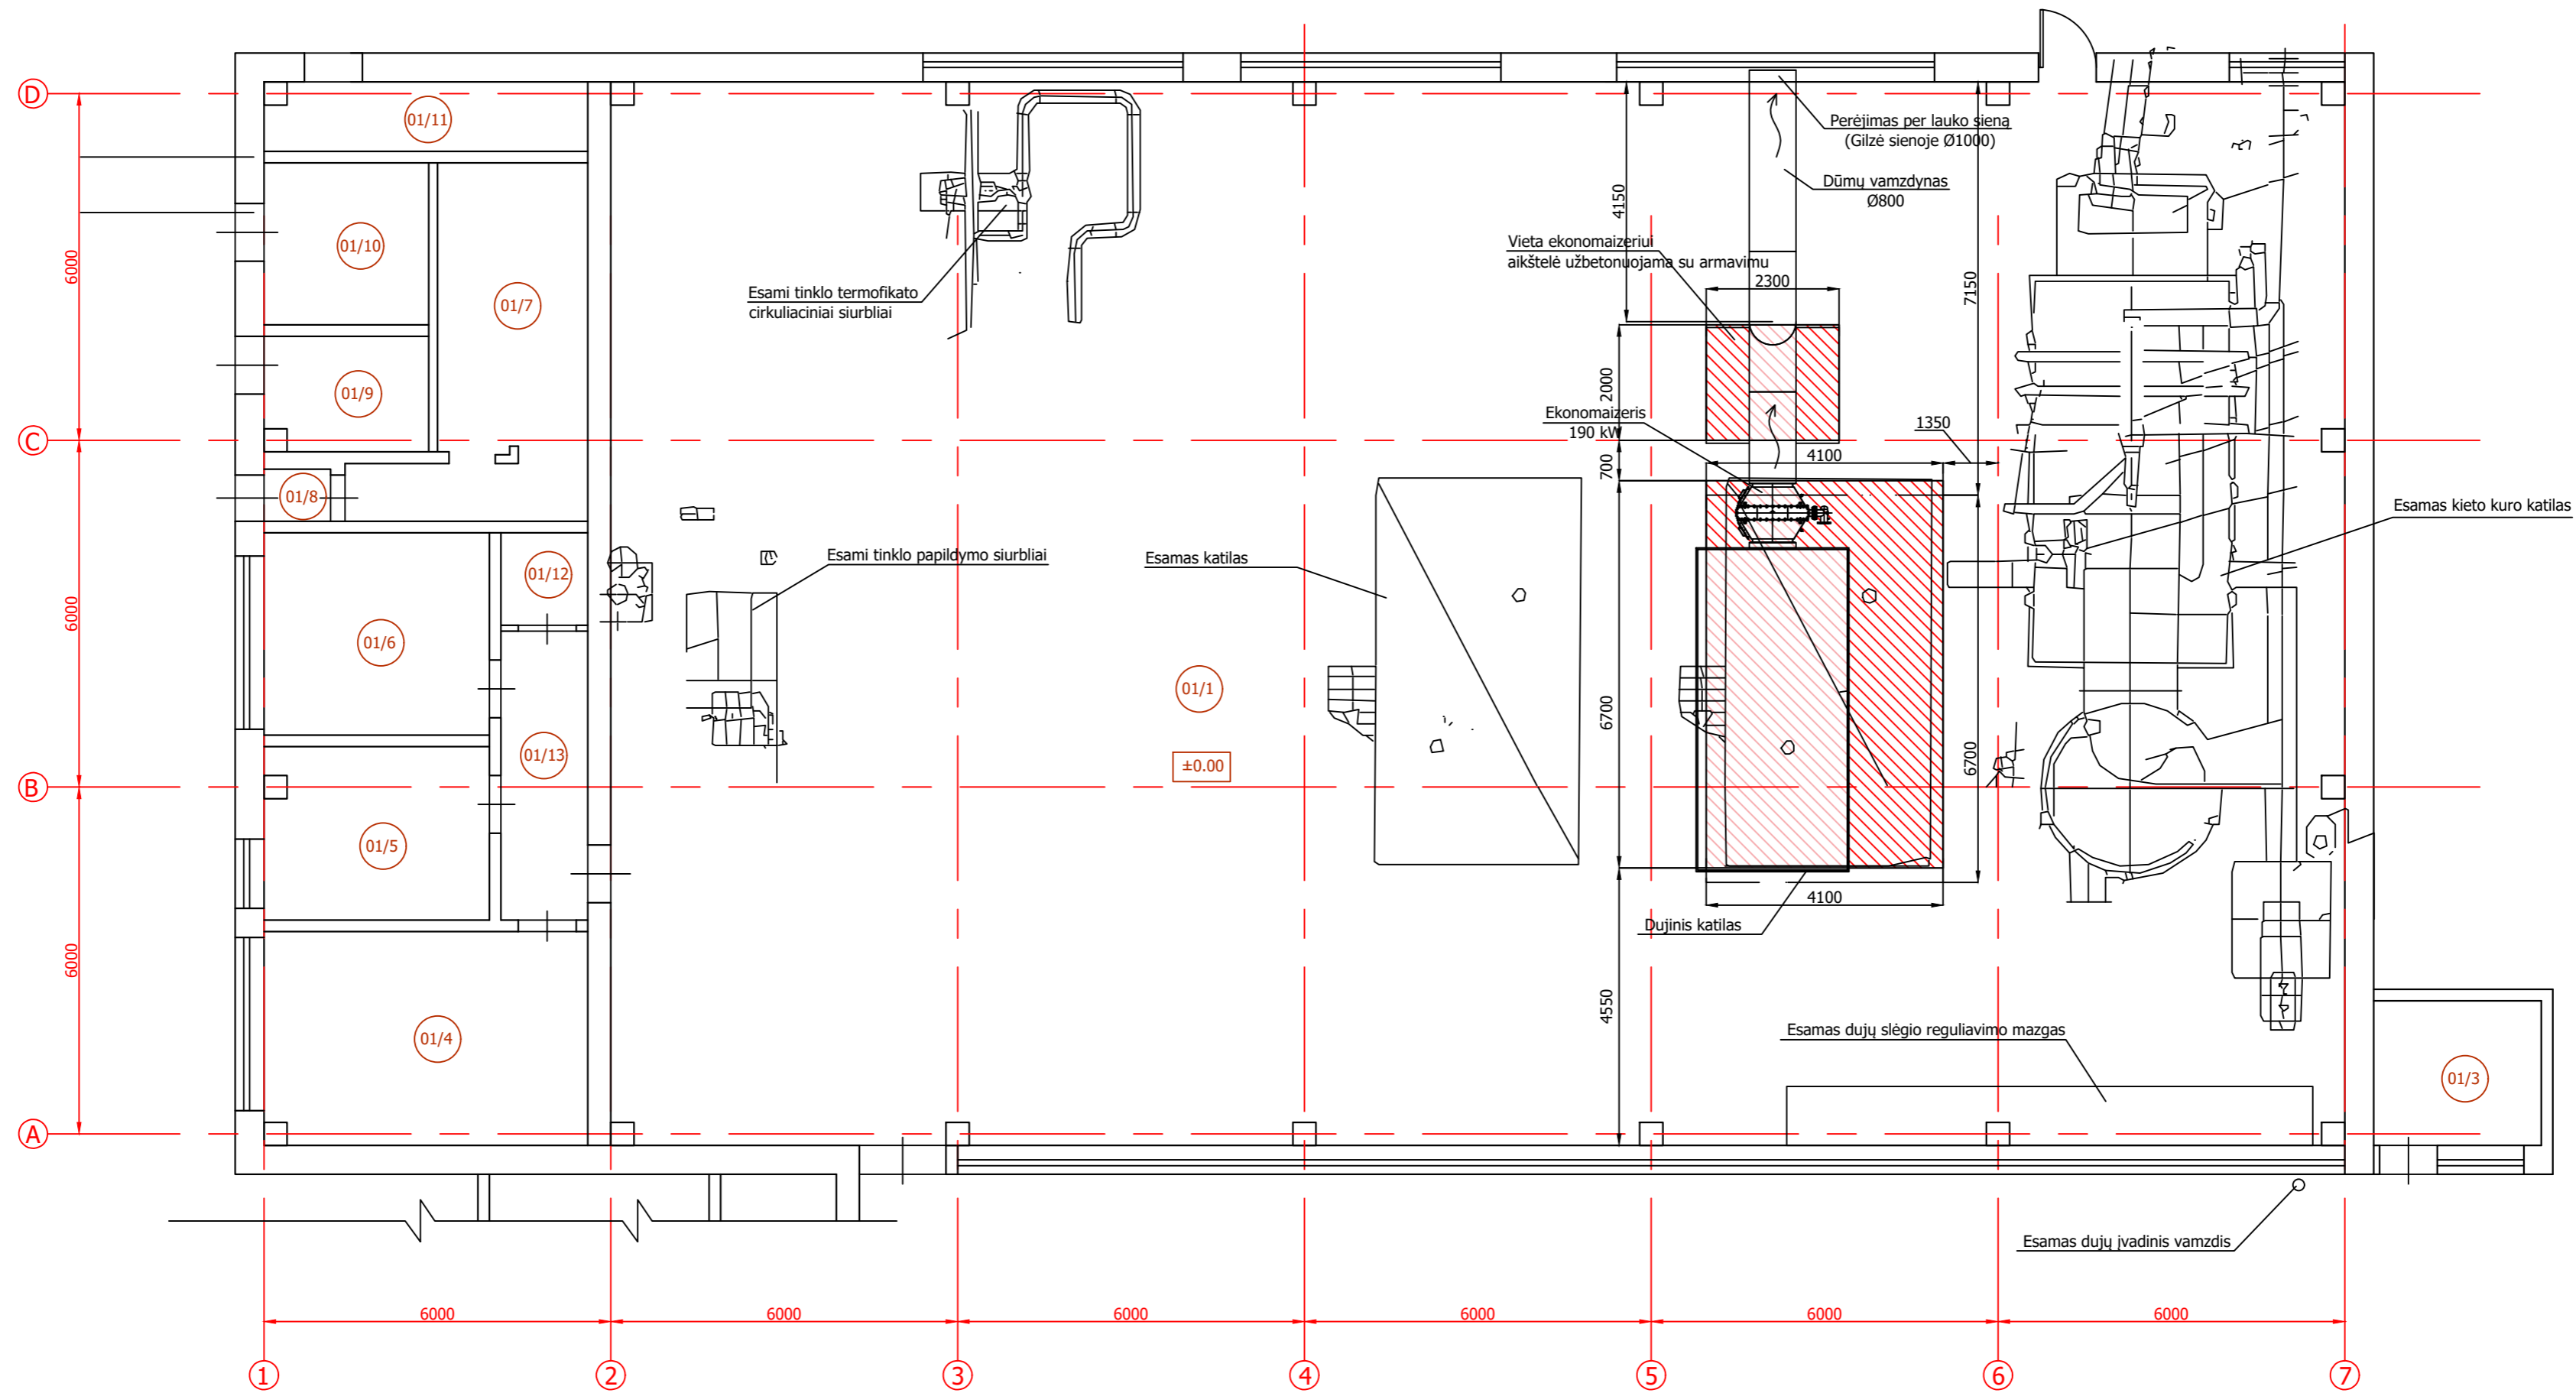 D
01/11
Perėjimas per lauko sieną
(Gilzė sienoje Ø1000)
Dūmų vamzdynas
Ø800
4150
01/10
Vieta ekonomaizeriui
aikštelė užbetonuojama su armavimu
6000
2300
7150
01/7
Esami tinklo termofikato
cirkuliaciniai siurbliai
01/9
2000
Ekonomaizeris
190 kW
1350
C
700
4100
01/8
Esamas kieto kuro katilas
Esami tinklo papildymo siurbliai
Esamas katilas
01/12
6000
01/6
01/1
6700
01/13
±0.00
6700
B
01/5
4100
Dujinis katilas
6000
4550
01/4
Esamas dujų slėgio reguliavimo mazgas
01/3
A
Esamas dujų įvadinis vamzdis
6000
6000
6000
6000
6000
6000
1
2
3
4
5
6
7